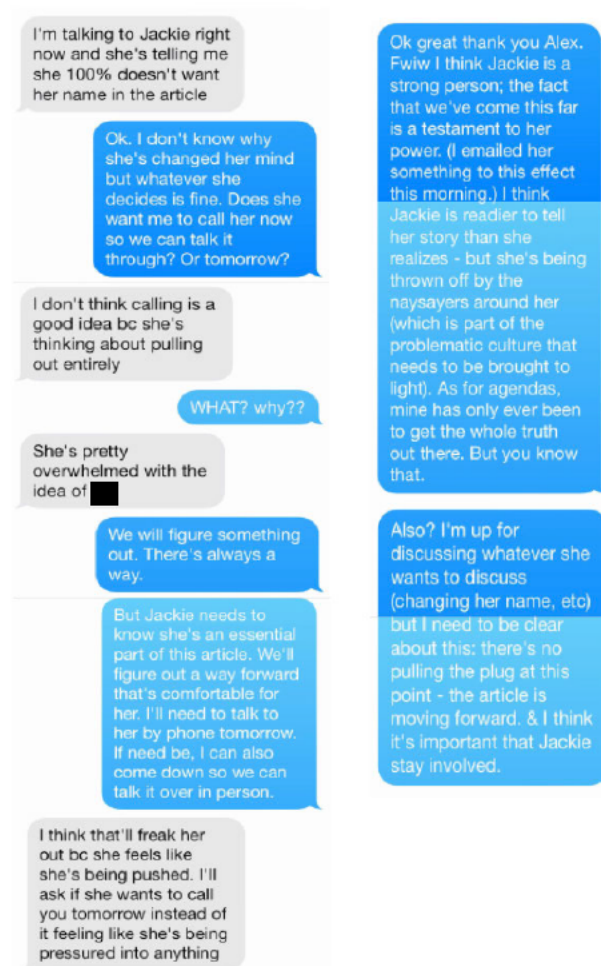 I'm talking to Jackie right
now and she's telling me
she 100% doesn't want
her name in the article
Ok. I don't know why
she's changed her mind
but whatever she
decides is fine. Does she
want me to call her now
so we can talk it
through? Or tomorrow?
I don't think calling is a
good idea bc she's
thinking about pulling
out entirely
WHAT? why??
She's pretty
overwhelmed with the
idea of
We will figure something
out. There's always a
way.
But Jackie needs to
know she's an essential
part of this article. We'll
figure out a way forward
that's comfortable for
her. I'll need to talk to
her by phone tomorrow.
If need be, I can also
come down so we can
talk it over in person.
I think that'll freak her
out bc she feels like
she's being pushed. I'll
ask if she wants to call
you tomorrow instead of
it feeling like she's being
pressured into anything
Ok great thank you Alex.
Fwiw I think Jackie is a
strong person; the fact
that we've come this far
is a testament to her
power. (I emailed her
something to this effect
this morning.) I think
Jackie is readier to tell
her story than she
realizes - but she's being
thrown off by the
naysayers around her
(which is part of the
problematic culture that
needs to be brought to
light). As for agendas,
mine has only ever been
to get the whole truth
out there. But you know
that.
Also? I'm up for
discussing whatever she
wants to discuss
(changing her name, etc)
but I need to be clear
about this: there's no
pulling the plug at this
point - the article is
moving forward. & I think
it's important that Jackie
stay involved.